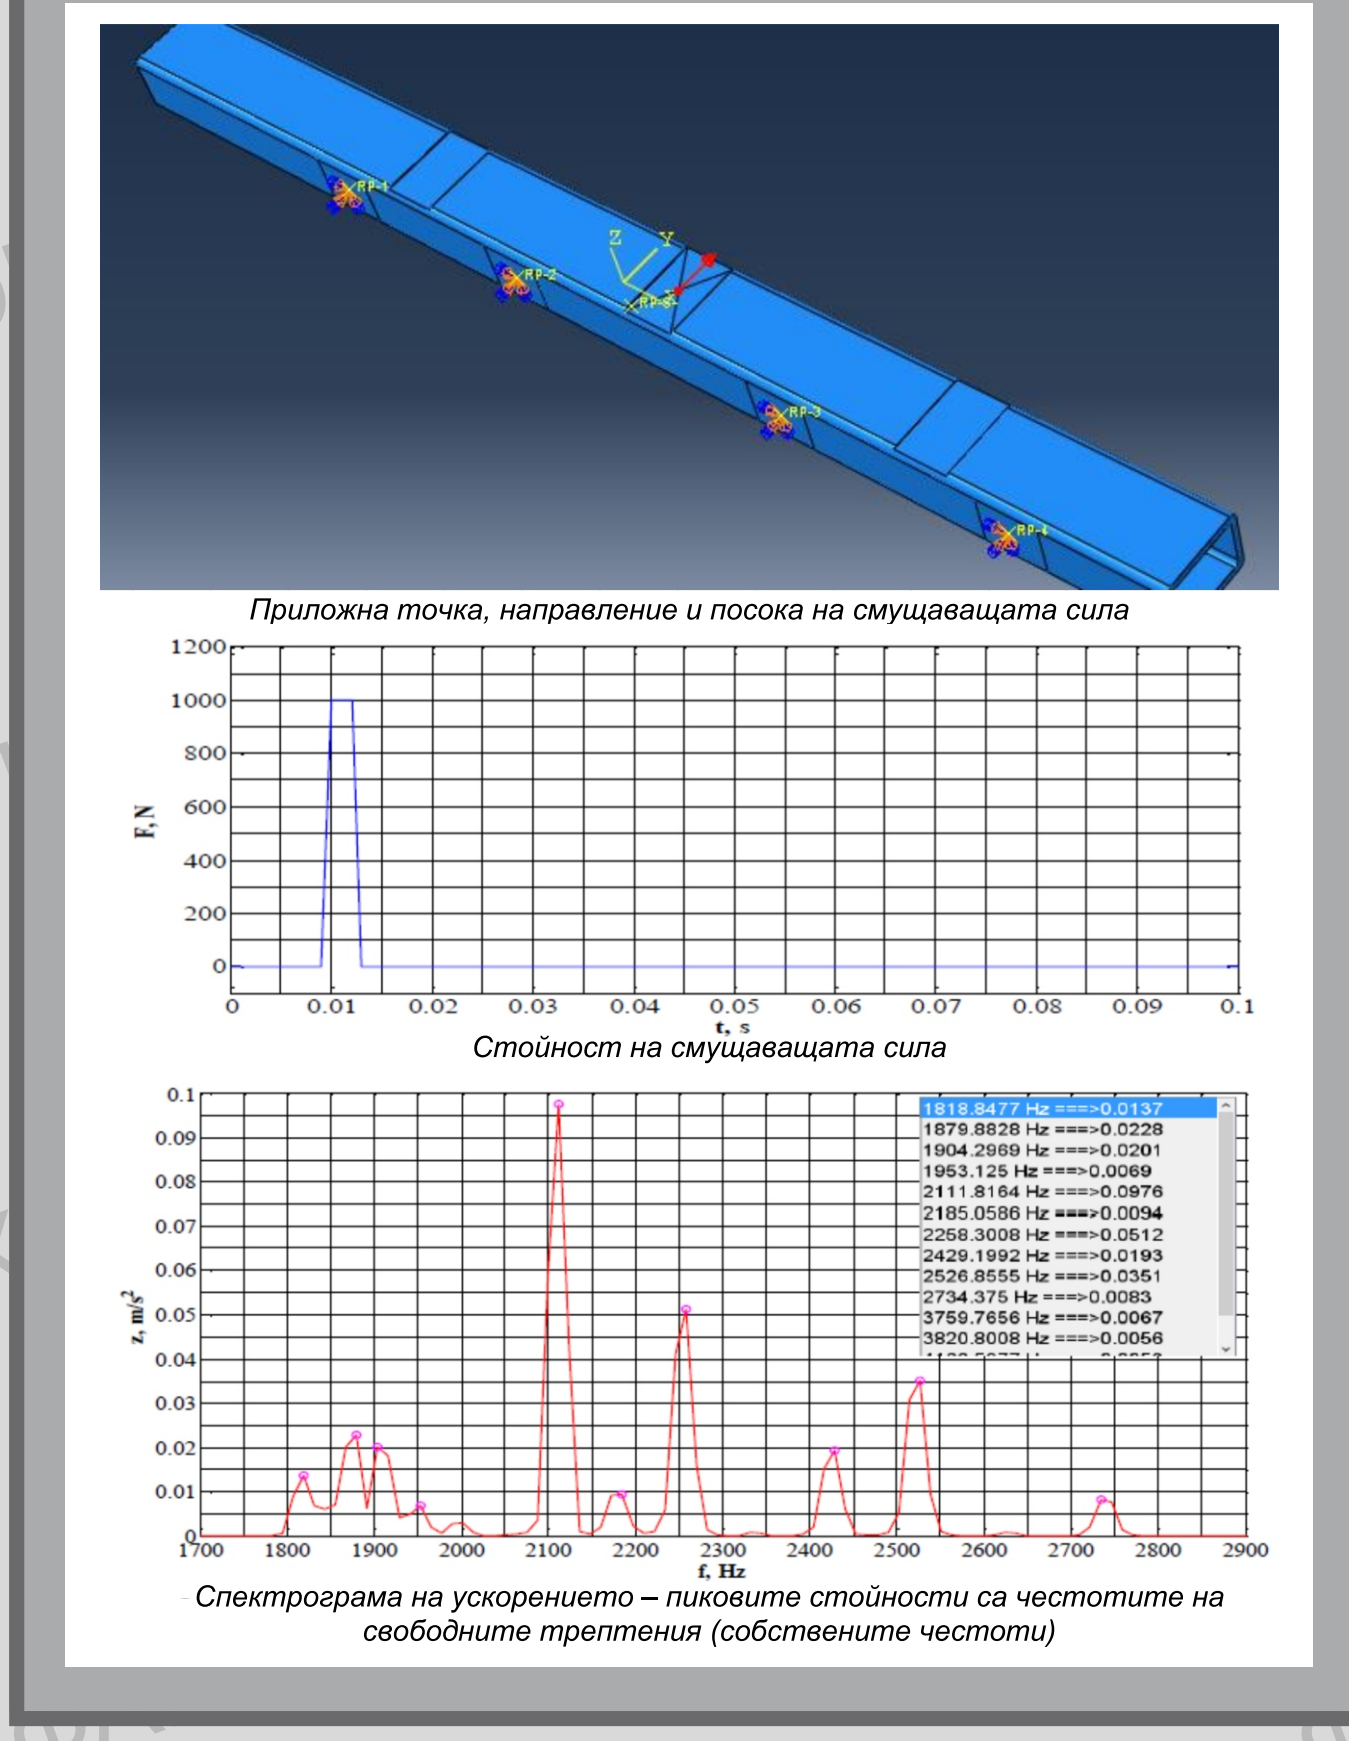 RP-1
RP-2
Z
Y
RP-3
RP-4
Приложна точка, направление и посока на смущаващата сила
1200
1000
800
600
400
200
0
F, N
0 0.01 0.02 0.03 0.04 0.05 0.06 0.07 0.08 0.09 0.1
t, s
Стойност на смущаващата сила
0.1
0.09
0.08
0.07
0.06
0.05
0.04
0.03
0.02
0.01
0
z, m/s²
1818.8477 Hz ===>0.0137
1879.8828 Hz ===>0.0228
1904.2969 Hz ===>0.0201
1953.125 Hz ===>0.0069
2111.8164 Hz ===>0.0976
2185.0586 Hz ===>0.0094
2258.3008 Hz ===>0.0512
2429.1992 Hz ===>0.0193
2526.8555 Hz ===>0.0351
2734.375 Hz ===>0.0083
3759.7656 Hz ===>0.0067
3820.8008 Hz ===>0.0056
1700 1800 1900 2000 2100 2200 2300 2400 2500 2600 2700 2800 2900
f, Hz
Спектрограма на ускорението – пиковите стойности са честотите на
свободните трептения (собствените честоти)